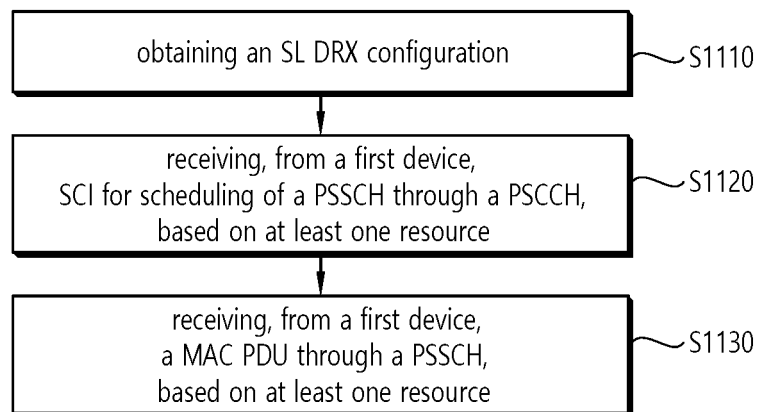 obtaining an SL DRX configuration
S1110
receiving, from a first device,
SCI for scheduling of a PSSCH through a PSCCH,
based on at least one resource
S1120
receiving, from a first device,
a MAC PDU through a PSSCH,
based on at least one resource
S1130